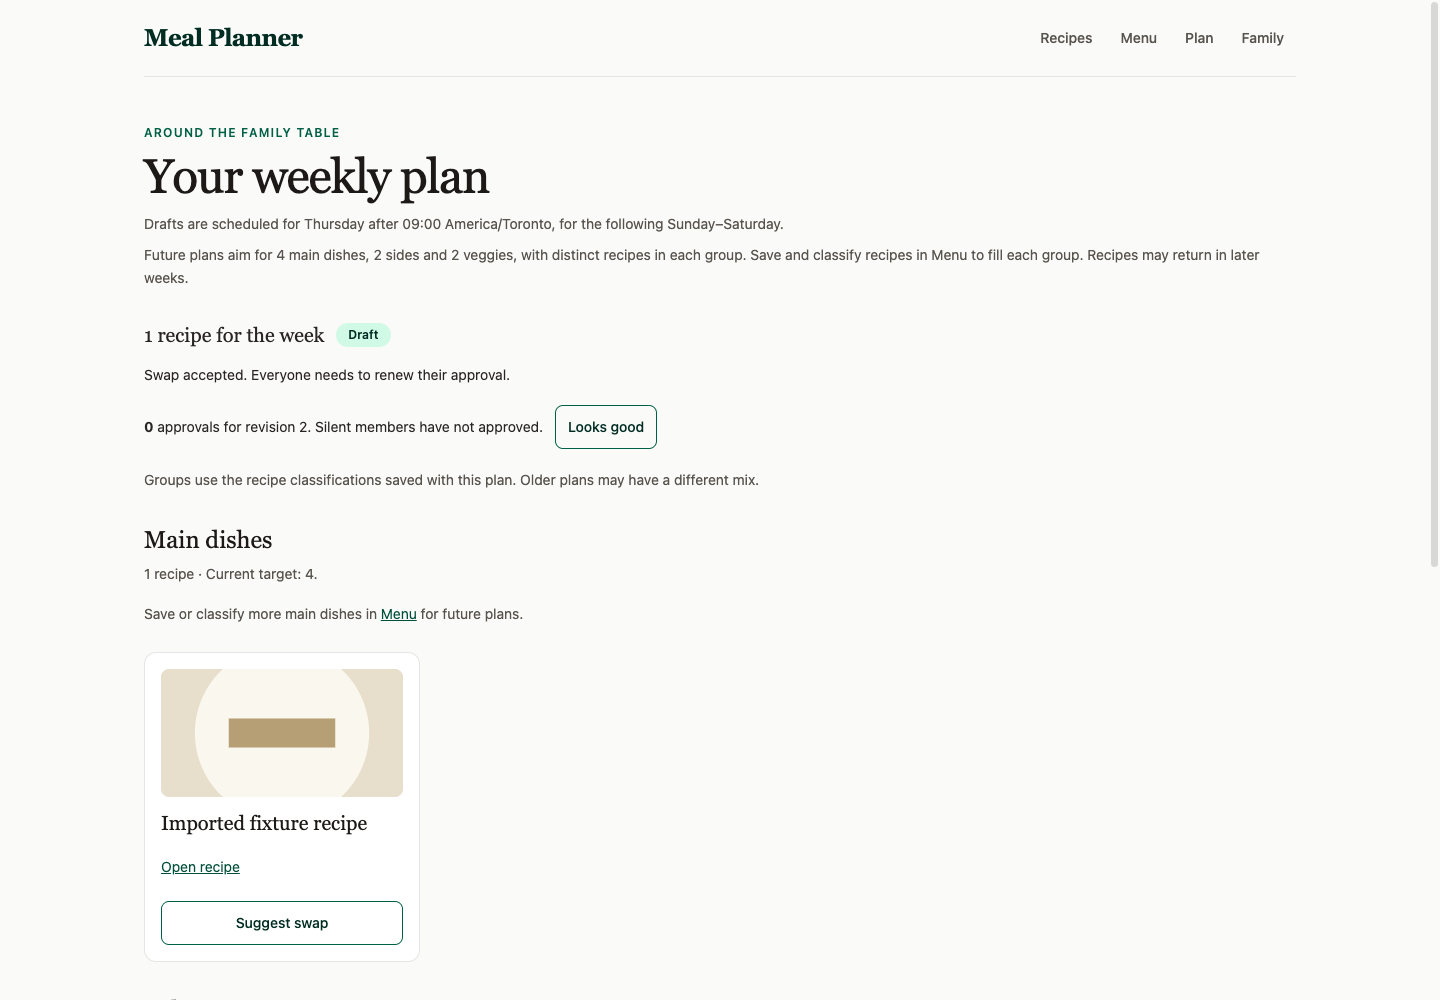 Meal Planner
Recipes Menu Plan Family
AROUND THE FAMILY TABLE
Your weekly plan
Drafts are scheduled for Thursday after 09:00 America/Toronto, for the following Sunday–Saturday.
Future plans aim for 4 main dishes, 2 sides and 2 veggies, with distinct recipes in each group. Save and classify recipes in Menu to fill each group. Recipes may return in later
weeks.
1 recipe for the week Draft
Swap accepted. Everyone needs to renew their approval.
0 approvals for revision 2. Silent members have not approved. Looks good
Groups use the recipe classifications saved with this plan. Older plans may have a different mix.
Main dishes
1 recipe · Current target: 4.
Save or classify more main dishes in Menu for future plans.
Imported fixture recipe
Open recipe
Suggest swap